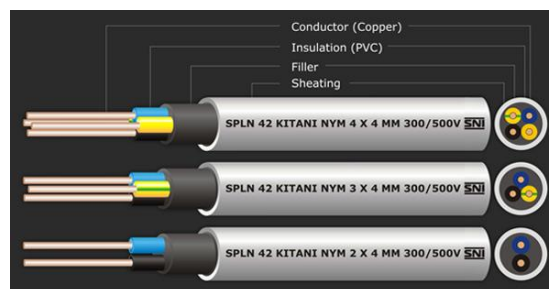 Conductor (Copper)
Insulation (PVC)
Filler
Sheating
SPLN 42 KITANI NYM 4 X 4 MM 300/500V SNI
SPLN 42 KITANI NYM 3 X 4 MM 300/500V SNI
SPLN 42 KITANI NYM 2 X 4 MM 300/500V SNI